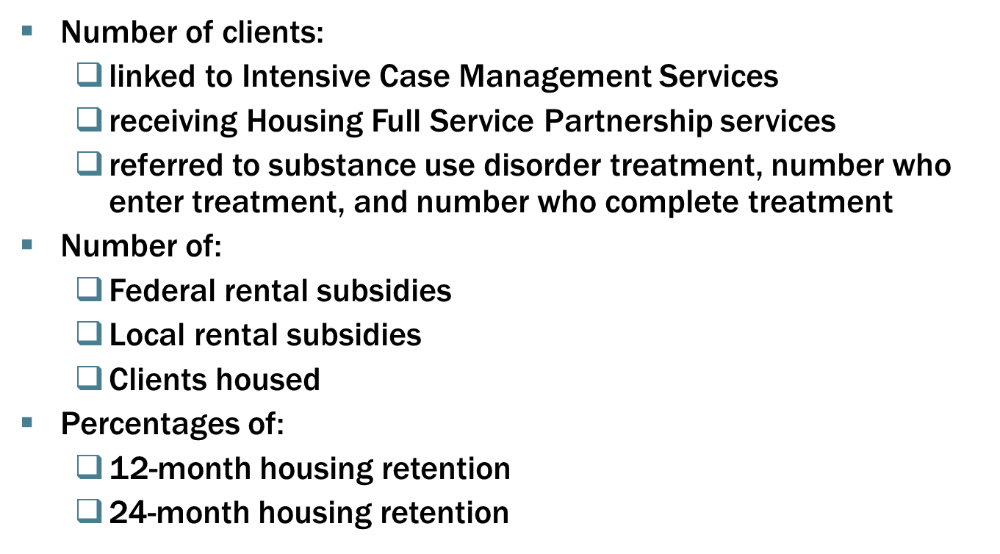 ▪ Number of clients:
❑ linked to Intensive Case Management Services
❑ receiving Housing Full Service Partnership services
❑ referred to substance use disorder treatment, number who
enter treatment, and number who complete treatment
▪ Number of:
❑ Federal rental subsidies
❑ Local rental subsidies
❑ Clients housed
▪ Percentages of:
❑ 12-month housing retention
❑ 24-month housing retention